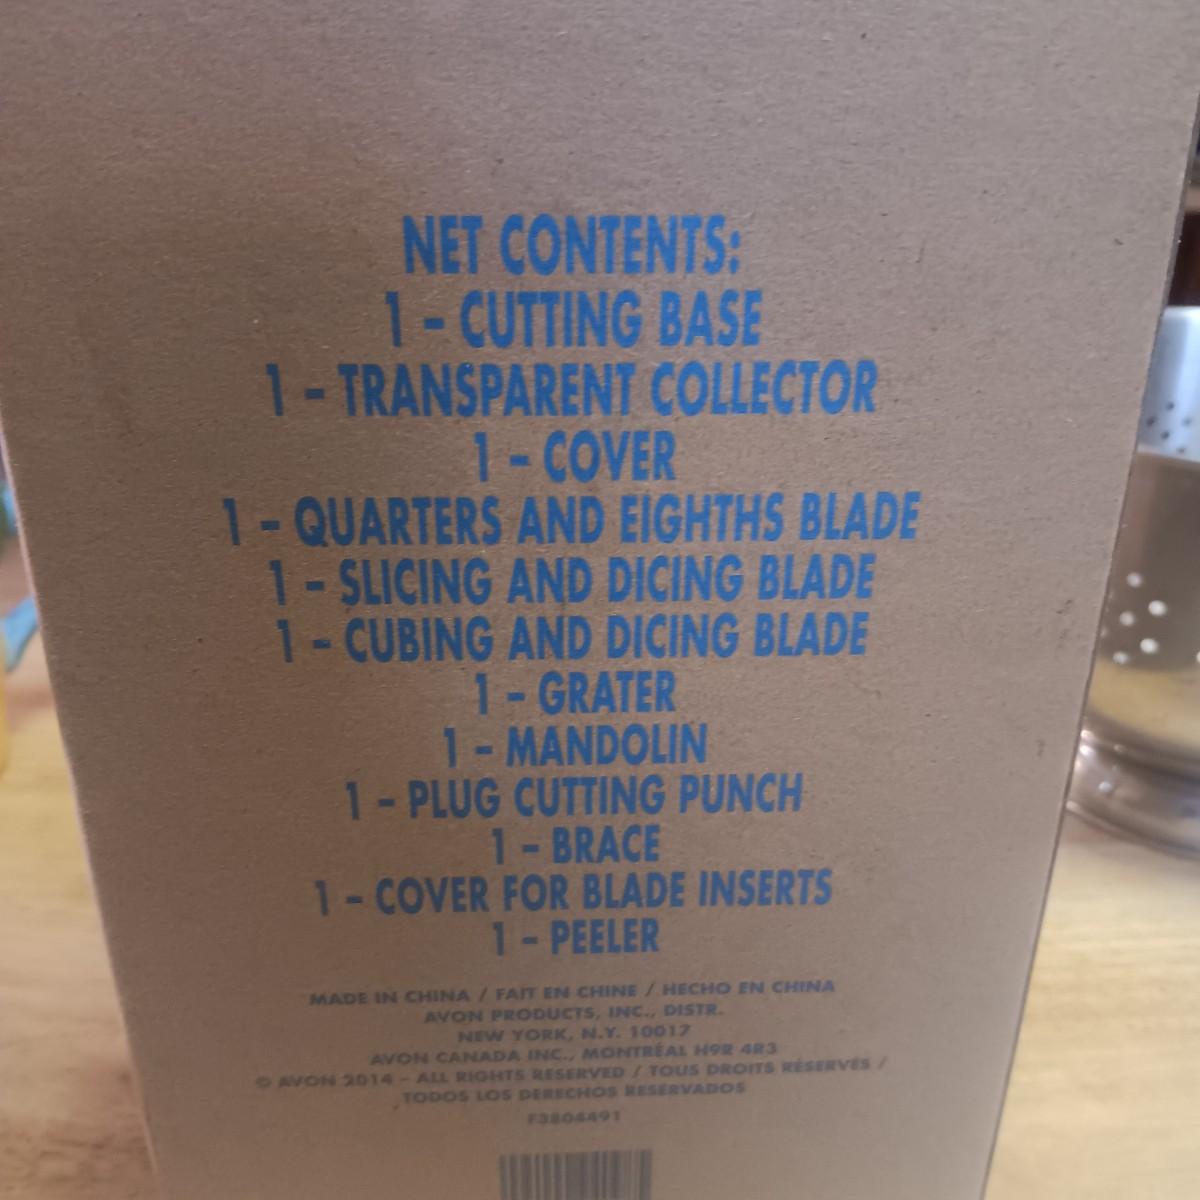 NET CONTENTS:
1 - CUTTING BASE
1 - TRANSPARENT COLLECTOR
1 - COVER
1 - QUARTERS AND EIGHTHS BLADE
1 - SLICING AND DICING BLADE
1 - CUBING AND DICING BLADE
1 - GRATER
1 - MANDOLIN
1 - PLUG CUTTING PUNCH
1 - BRACE
1 - COVER FOR BLADE INSERTS
1 - PEELER
MADE IN CHINA / FAIT EN CHINE / HECHO EN CHINA
AVON PRODUCTS, INC., DISTR.
NEW YORK, N.Y. 10017
AVON CANADA INC., MONTRÉAL H9R 4R3
© AVON 2014 - ALL RIGHTS RESERVED / TOUS DROITS RÉSERVÉS /
TODOS LOS DERECHOS RESERVADOS
F3804491